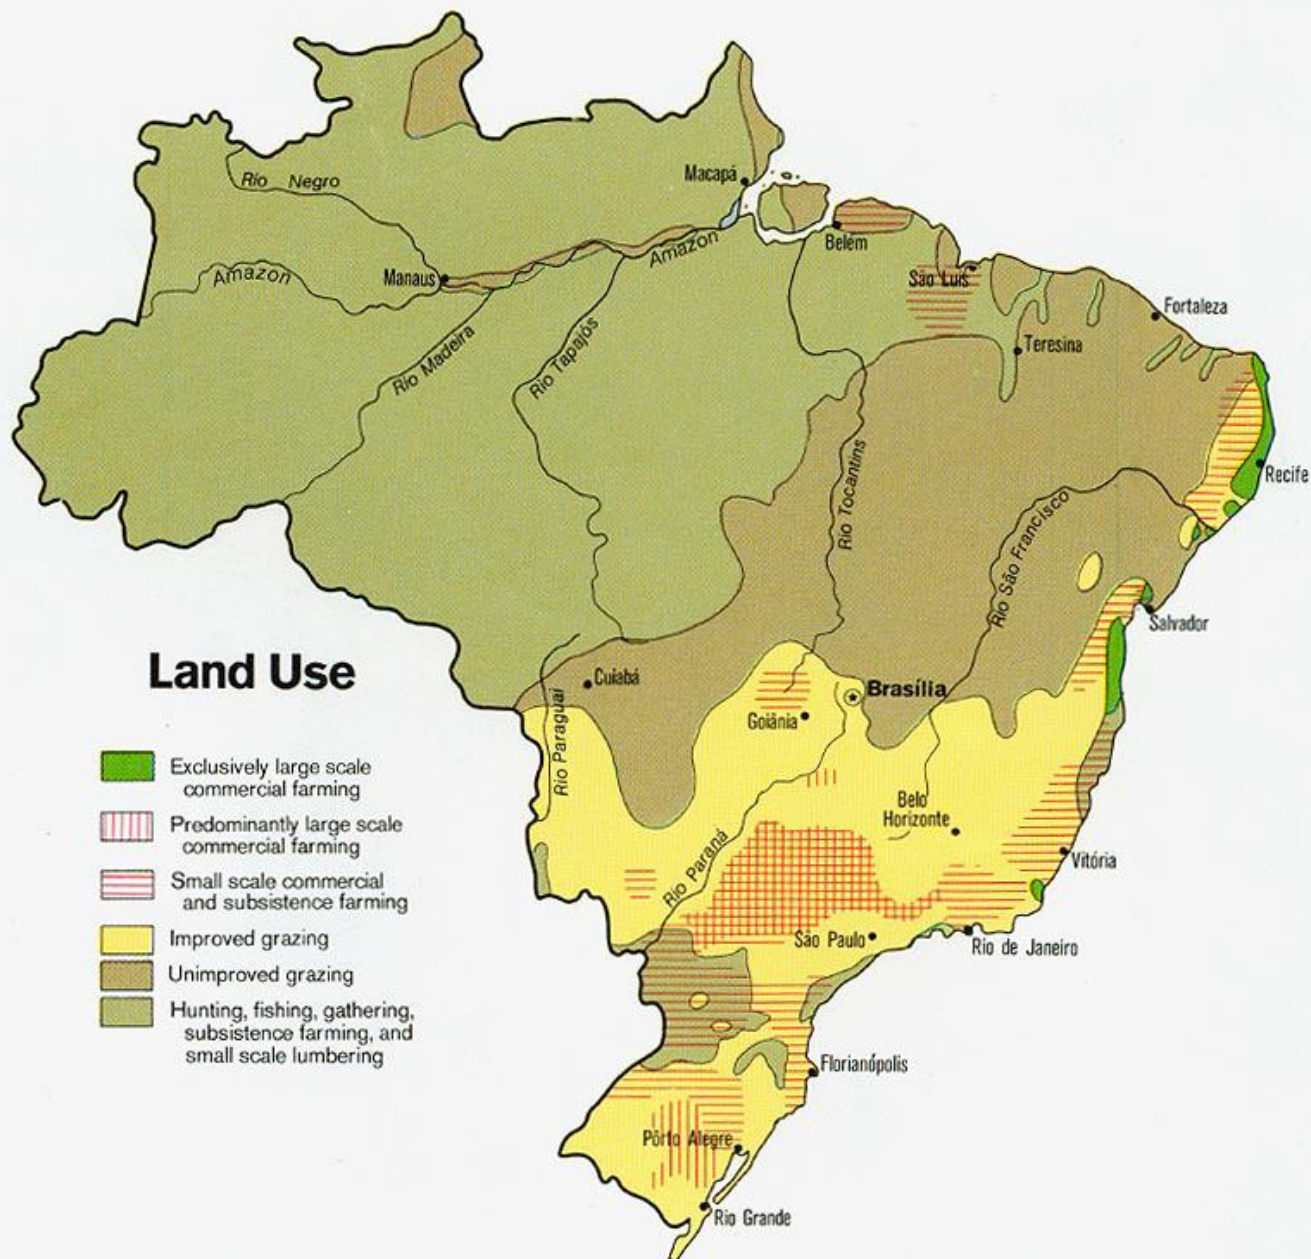 Macapá
Río Negro
Amazon
Belém
Amazon
Manaus
São Luís
Fortaleza
Teresina
Rio Madeira
Rio Tapajós
Recife
Rio Tocantins
Rio São Francisco
Salvador
Land Use
Cuiabá
Brasília
Goiânia
Rio Paraguai
Exclusively large scale
commercial farming
Belo
Horizonte
Predominantly large scale
commercial farming
Vitória
Rio Paraná
Small scale commercial
and subsistence farming
Improved grazing
São Paulo
Rio de Janeiro
Unimproved grazing
Hunting, fishing, gathering,
subsistence farming, and
small scale lumbering
Florianópolis
Pôrto Alegre
Rio Grande